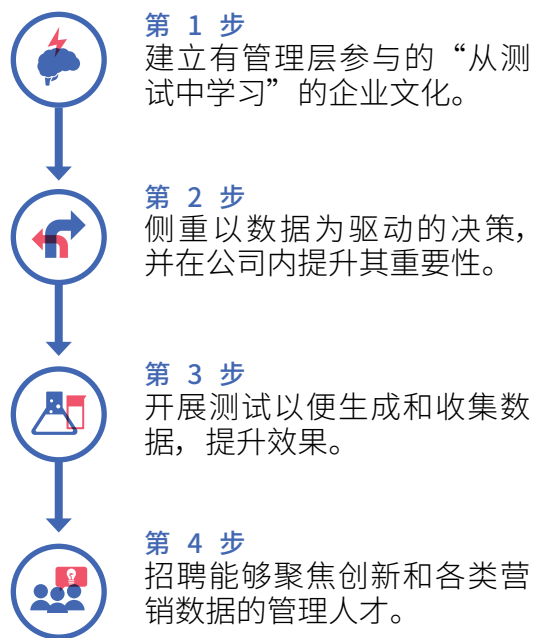 第 1 步
建立有管理层参与的“从测
试中学习”的企业文化。
第 2 步
侧重以数据为驱动的决策，
并在公司内提升其重要性。
第 3 步
开展测试以便生成和收集数
据，提升效果。
第 4 步
招聘能够聚焦创新和各类营
销数据的管理人才。